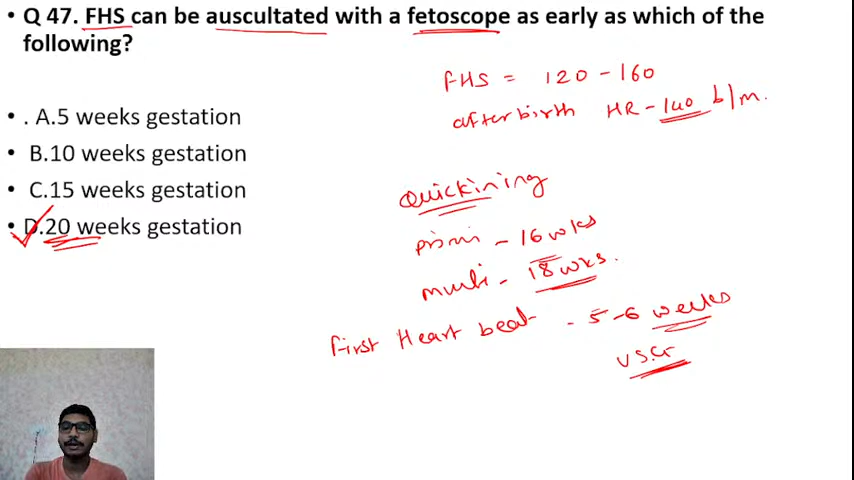 • Q 47. FHS can be auscultated with a fetoscope as early as which of the
following?
• . A.5 weeks gestation
• B.10 weeks gestation
• C.15 weeks gestation
• D.20 weeks gestation
FHS = 120 - 160
after birth HR - 140 b/m.
Quickining
primi - 16 wks
multi - 18 wks.
First Heart beat - 5-6 weeks
USG